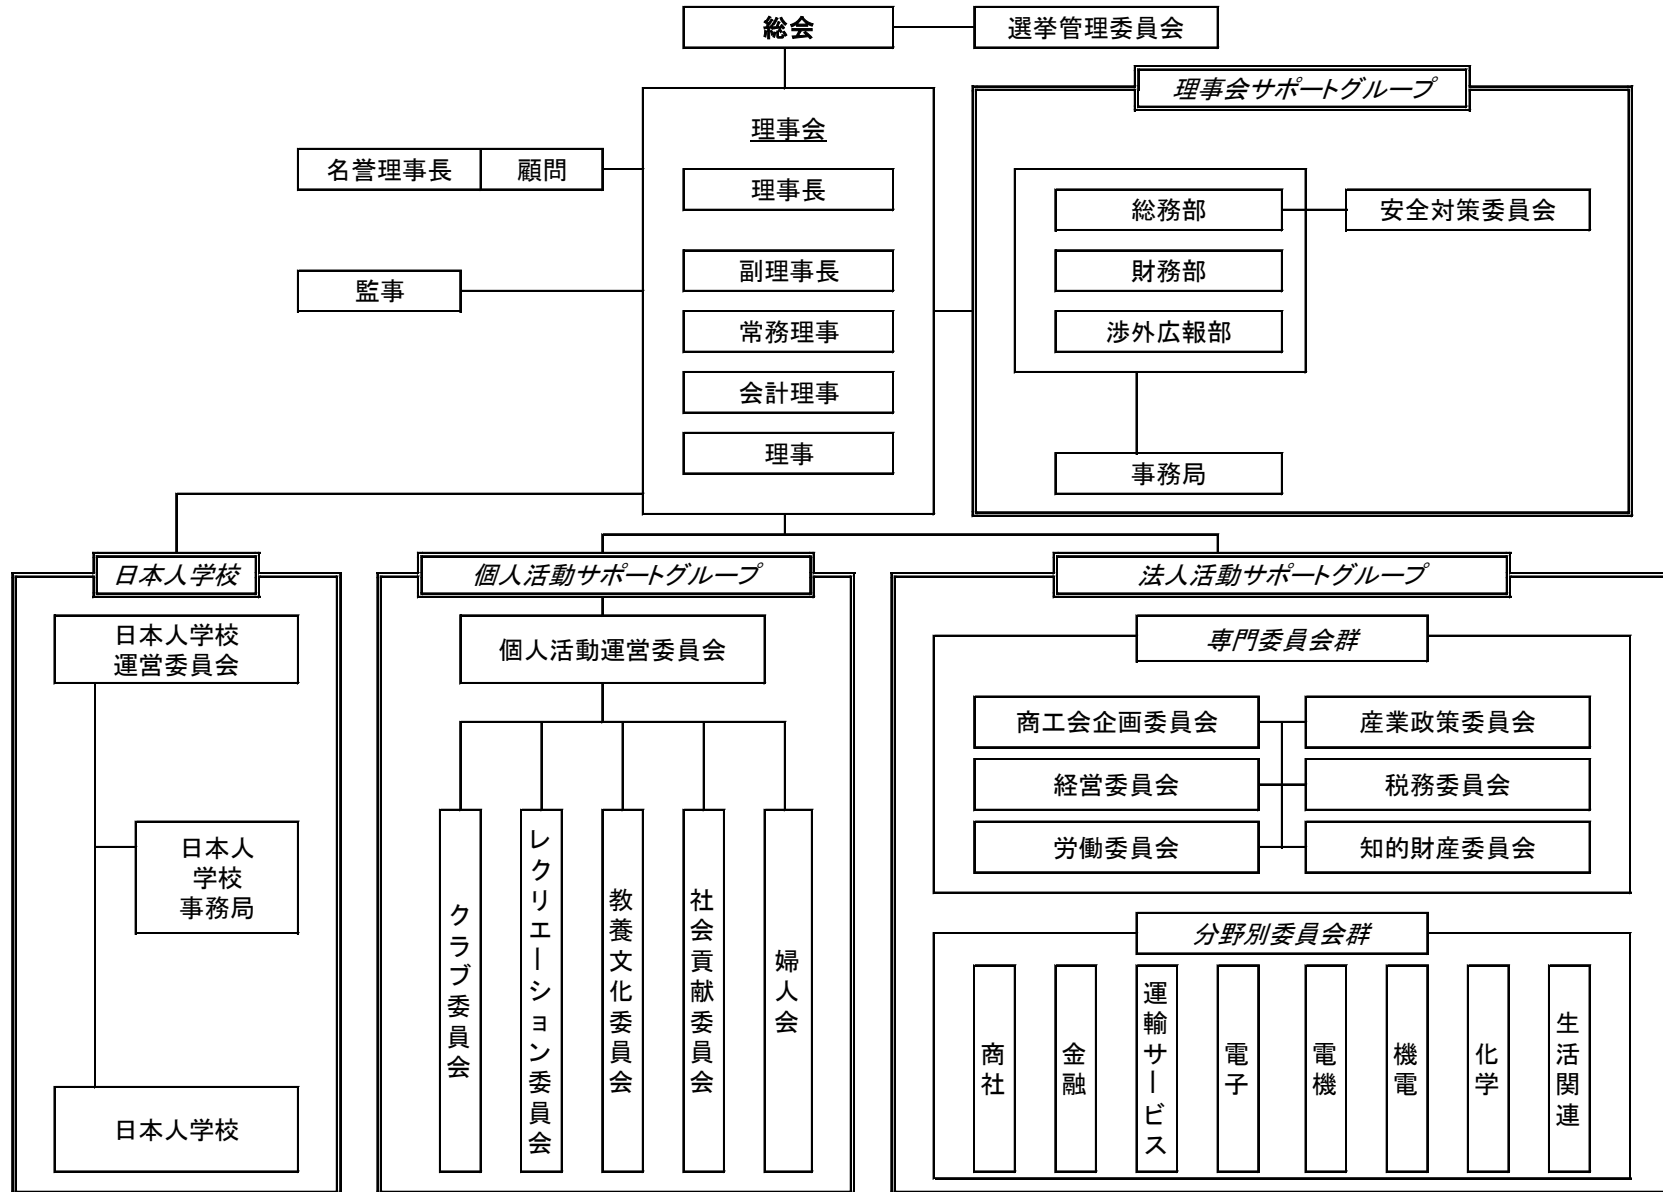 総会
選挙管理委員会
理事会サポートグループ
理事会
名誉理事長
顧問
理事長
総務部
安全対策委員会
副理事長
財務部
監事
常務理事
渉外広報部
会計理事
理事
事務局
日本人学校
日本人学校
運営委員会
日本人
学校
事務局
日本人学校
個人活動サポートグループ
個人活動運営委員会
クラブ委員会
レクリエーション委員会
教養文化委員会
社会貢献委員会
婦人会
法人活動サポートグループ
専門委員会群
商工会企画委員会
産業政策委員会
経営委員会
税務委員会
労働委員会
知的財産委員会
分野別委員会群
商社
金融
運輸サービス
電子
電機
機電
化学
生活関連